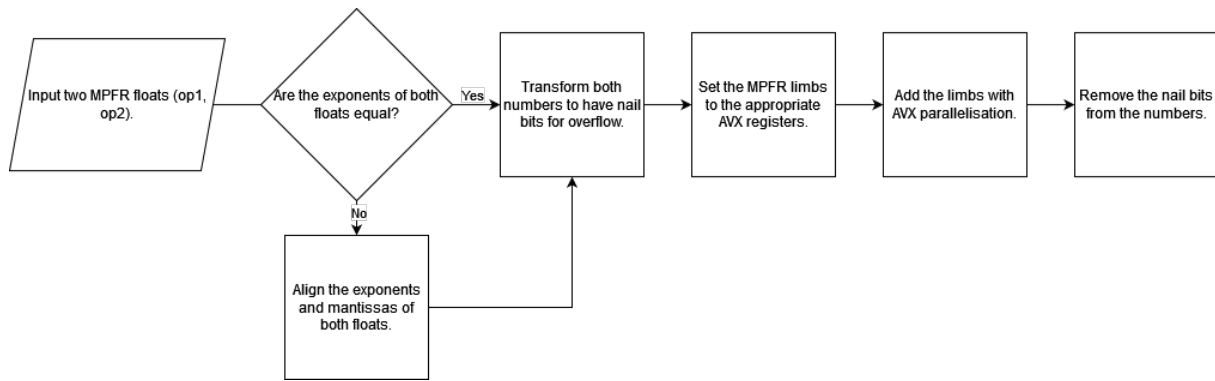 Input two MPFR floats (op1,
op2).
Are the exponents of both
floats equal?
Yes
No
Align the exponents
and mantissas of
both floats.
Transform both
numbers to have nail
bits for overflow.
Set the MPFR limbs
to the appropriate
AVX registers.
Add the limbs with
AVX parallelisation.
Remove the nail bits
from the numbers.